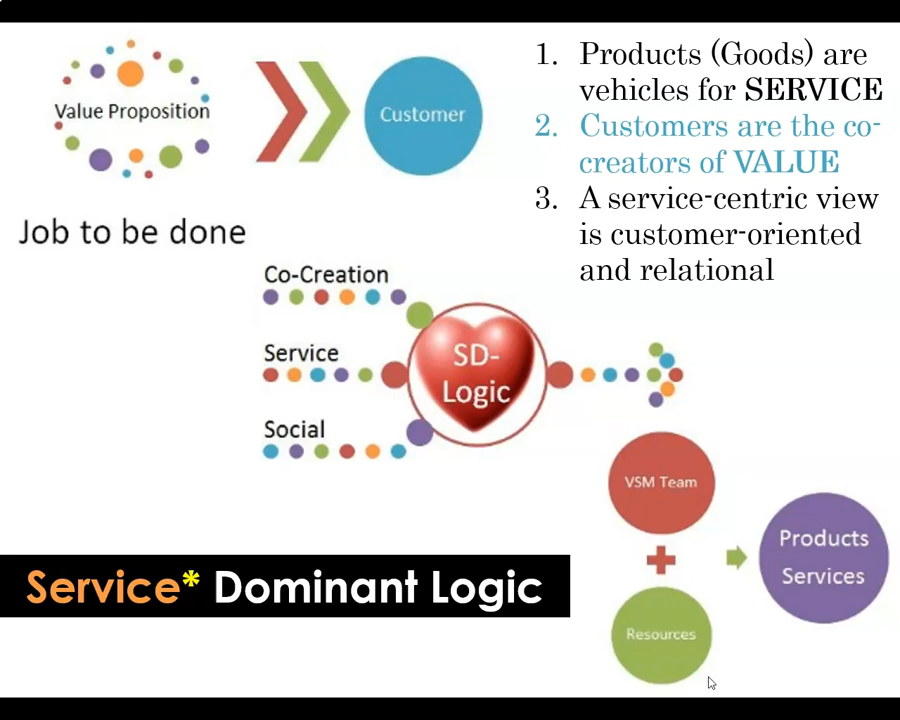 Value Proposition
Customer
1. Products (Goods) are
vehicles for SERVICE
2. Customers are the co-
creators of VALUE
3. A service-centric view
is customer-oriented
and relational
Job to be done
Co-Creation
Service
Social
SD-
Logic
VSM Team
Resources
Products
Services
Service* Dominant Logic